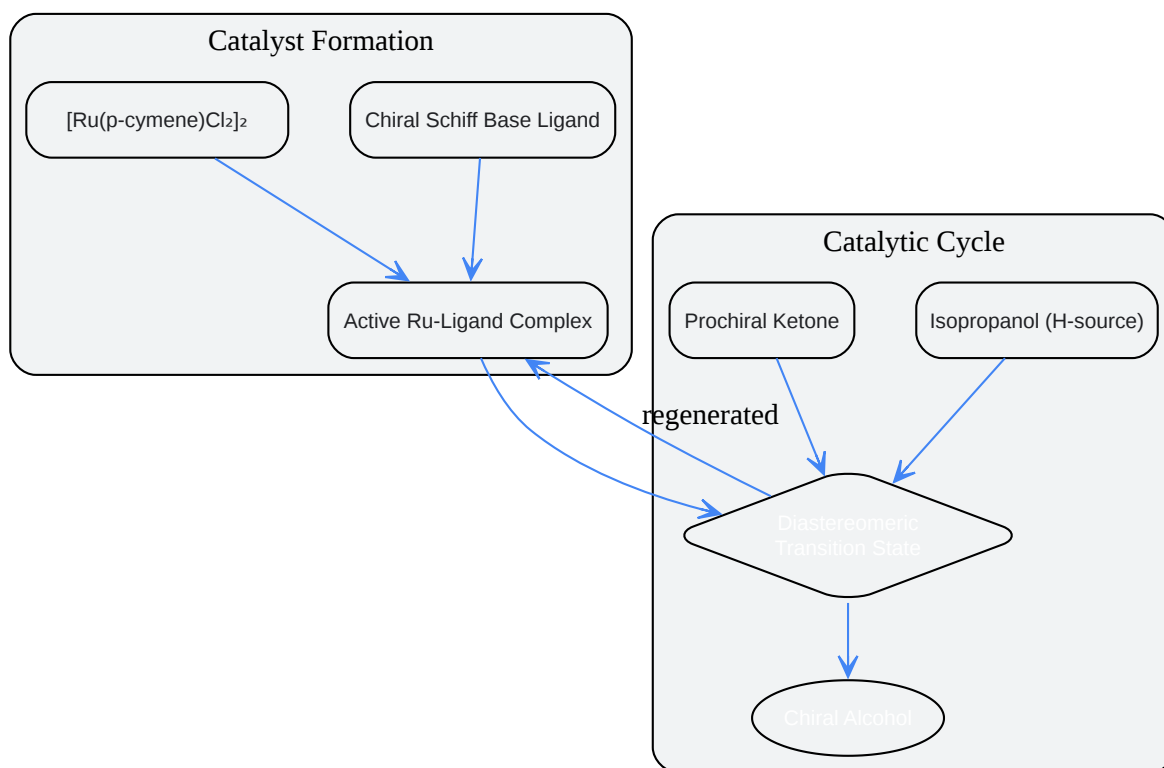 Catalyst Formation
[Ru(p-cymene)Cl₂]₂
Chiral Schiff Base Ligand
Active Ru-Ligand Complex
Catalytic Cycle
Prochiral Ketone
Isopropanol (H-source)
regenerated
Diastereomeric
Transition State
Chiral Alcohol